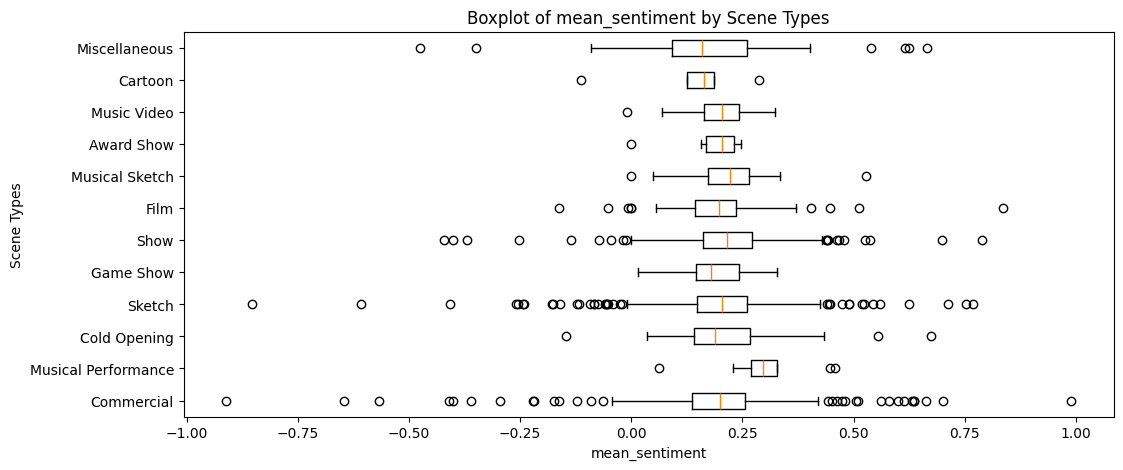 Boxplot of mean_sentiment by Scene Types
Scene Types
Miscellaneous
Cartoon
Music Video
Award Show
Musical Sketch
Film
Show
Game Show
Sketch
Cold Opening
Musical Performance
Commercial
−1.00 −0.75 −0.50 −0.25 0.00 0.25 0.50 0.75 1.00
mean_sentiment